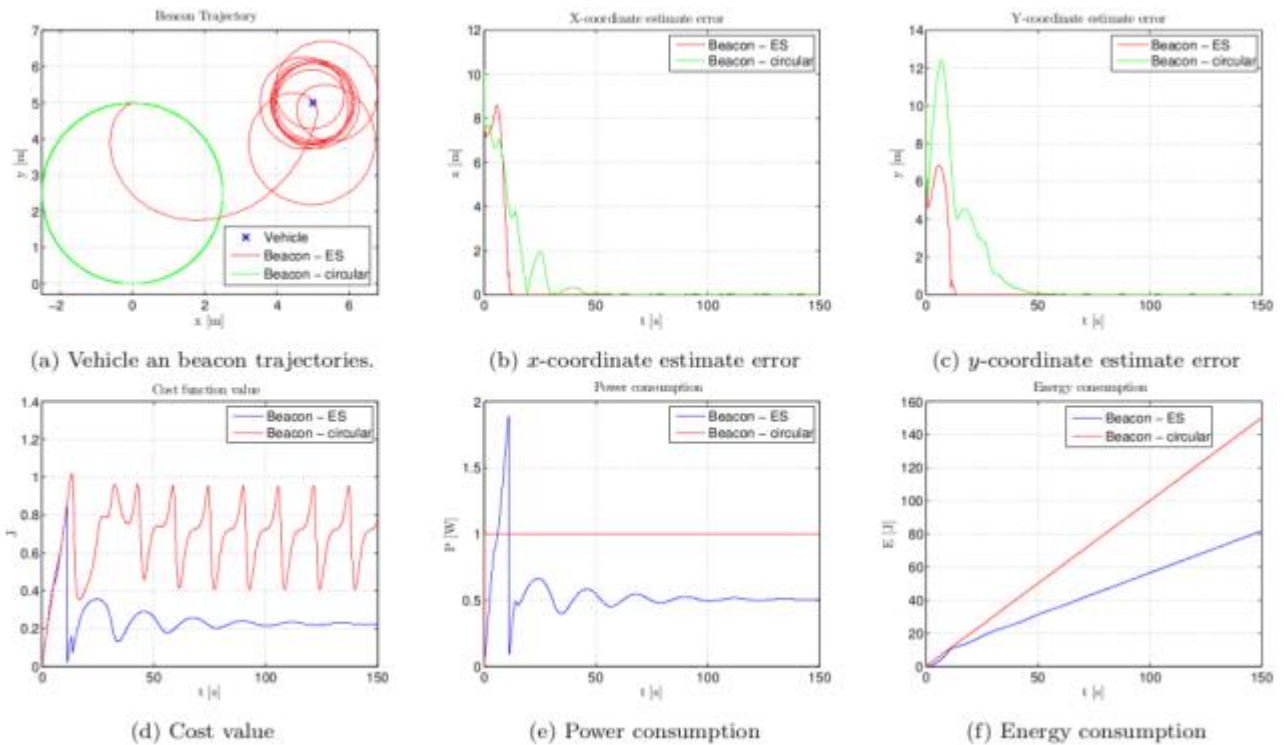 Beacon Trajectory
7
6
5
4
3
2
1
0
y [m]
−2 0 2 4 6
x [m]
Vehicle
Beacon − ES
Beacon − circular
(a) Vehicle an beacon trajectories.
X-coordinate estimate error
12
10
8
6
4
2
0
x [m]
0 50 100 150
t [s]
Beacon − ES
Beacon − circular
(b) x-coordinate estimate error
Y-coordinate estimate error
14
12
10
8
6
4
2
0
y [m]
0 50 100 150
t [s]
Beacon − ES
Beacon − circular
(c) y-coordinate estimate error
Cost function value
1.4
1.2
1
0.8
0.6
0.4
0.2
0
J
0 50 100 150
t [s]
Beacon − ES
Beacon − circular
(d) Cost value
Power consumption
2
1.5
1
0.5
0
P [W]
0 50 100 150
t [s]
Beacon − ES
Beacon − circular
(e) Power consumption
Energy consumption
160
140
120
100
80
60
40
20
0
E [J]
0 50 100 150
t [s]
Beacon − ES
Beacon − circular
(f) Energy consumption